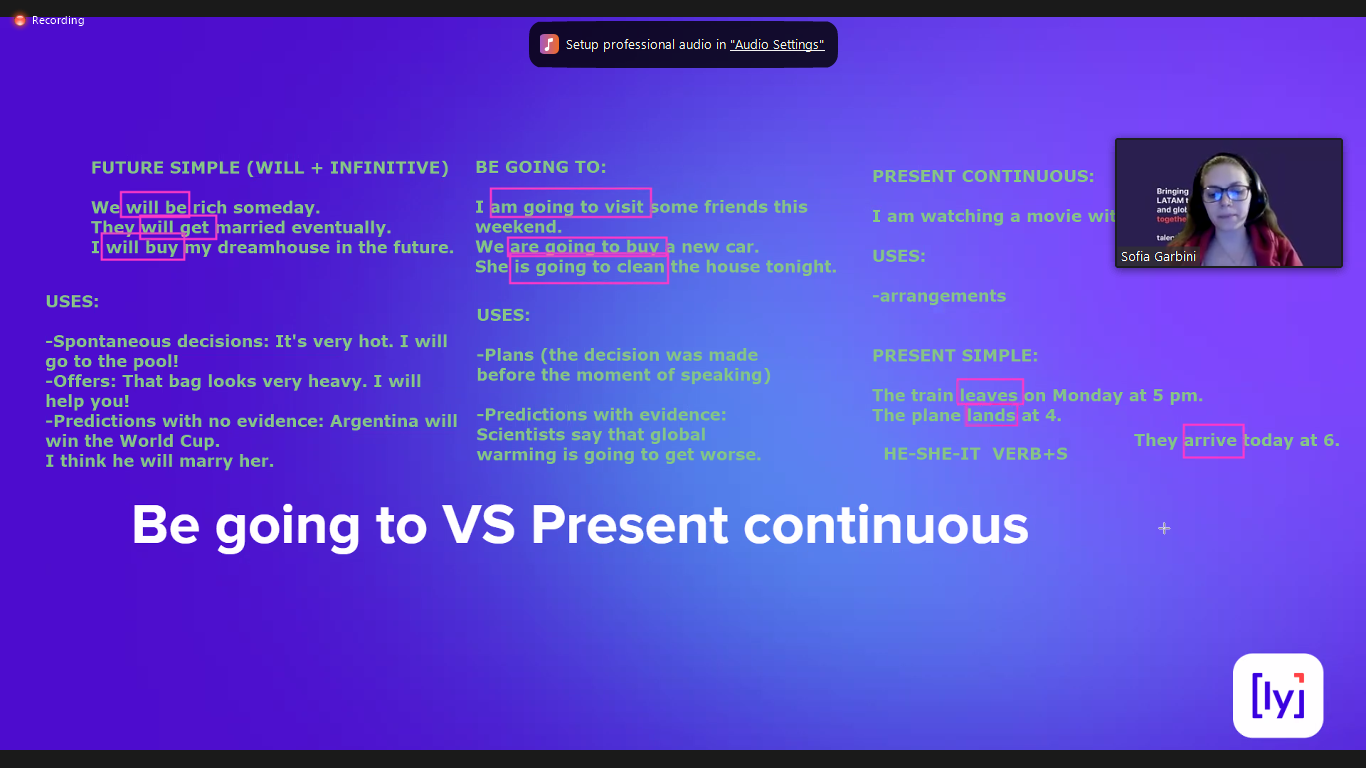 Recording
Setup professional audio in "Audio Settings"
FUTURE SIMPLE (WILL + INFINITIVE)
We will be rich someday.
They will get married eventually.
I will buy my dreamhouse in the future.
USES:
-Spontaneous decisions: It's very hot. I will
go to the pool!
-Offers: That bag looks very heavy. I will
help you!
-Predictions with no evidence: Argentina will
win the World Cup.
I think he will marry her.
BE GOING TO:
I am going to visit some friends this
weekend.
We are going to buy a new car.
She is going to clean the house tonight.
USES:
-Plans (the decision was made
before the moment of speaking)
-Predictions with evidence:
Scientists say that global
warming is going to get worse.
PRESENT CONTINUOUS:
I am watching a movie wit
USES:
-arrangements
PRESENT SIMPLE:
The train leaves on Monday at 5 pm.
The plane lands at 4.
They arrive today at 6.
HE-SHE-IT VERB+S
Bringing
LATAM t
and glob
togethe
talen
Sofia Garbini
Be going to VS Present continuous
[ly]